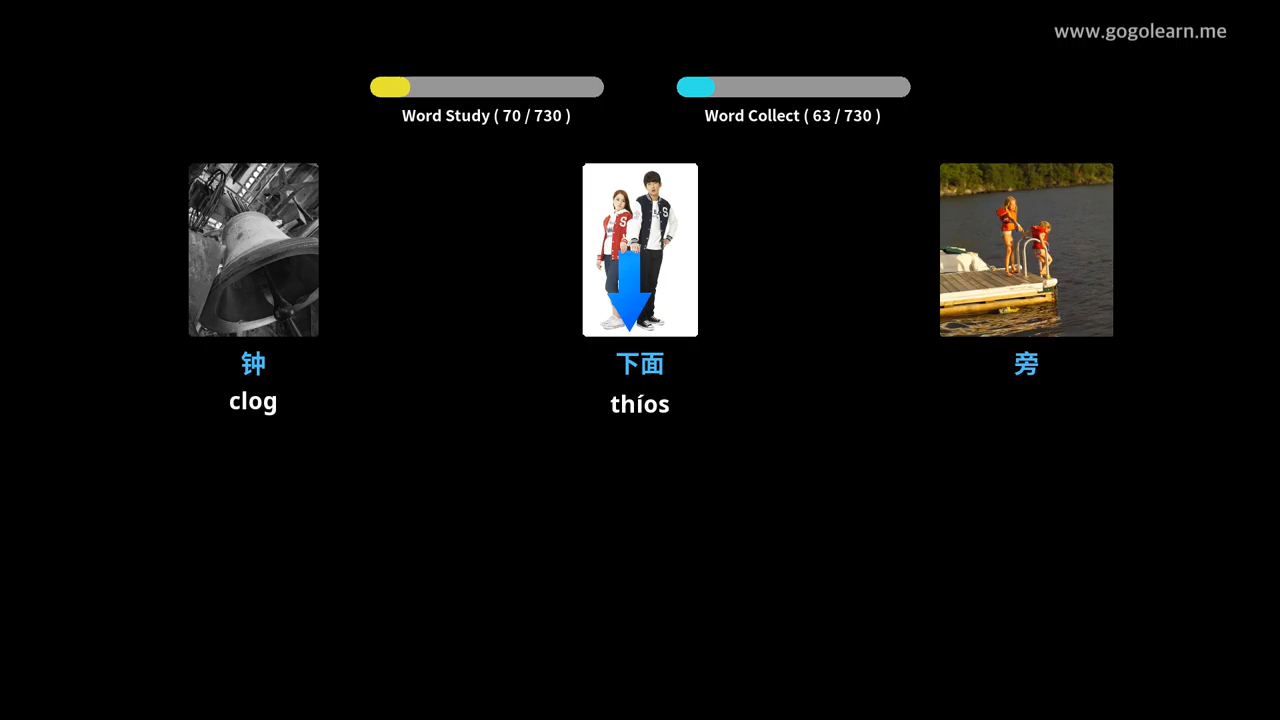 www.gogolearn.me
Word Study ( 70 / 730 )
Word Collect ( 63 / 730 )
钟
clog
下面
thíos
旁